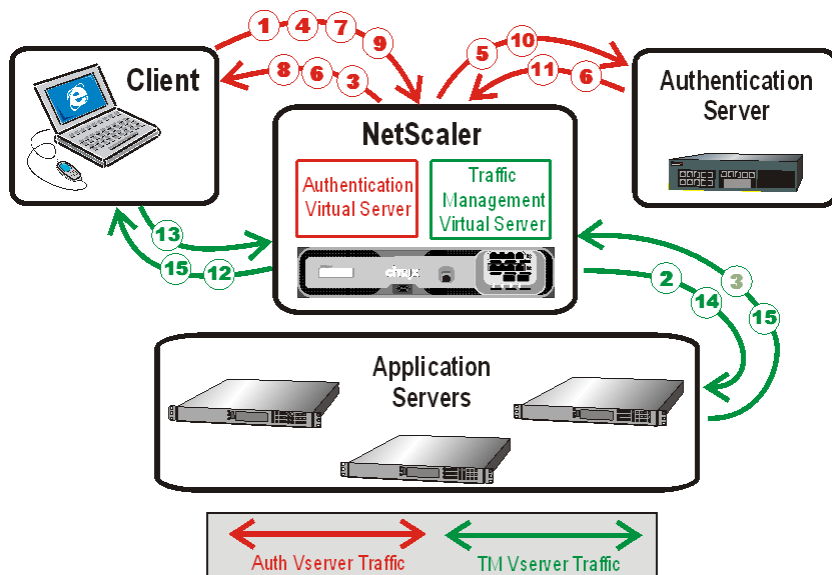 1 4 7 9
8 6 3
5 10
11 6
Client
Authentication
Server
NetScaler
Authentication
Virtual Server
Traffic
Management
Virtual Server
citrix
13
15 12
2
14
3
15
Application
Servers
Auth Vserver Traffic
TM Vserver Traffic